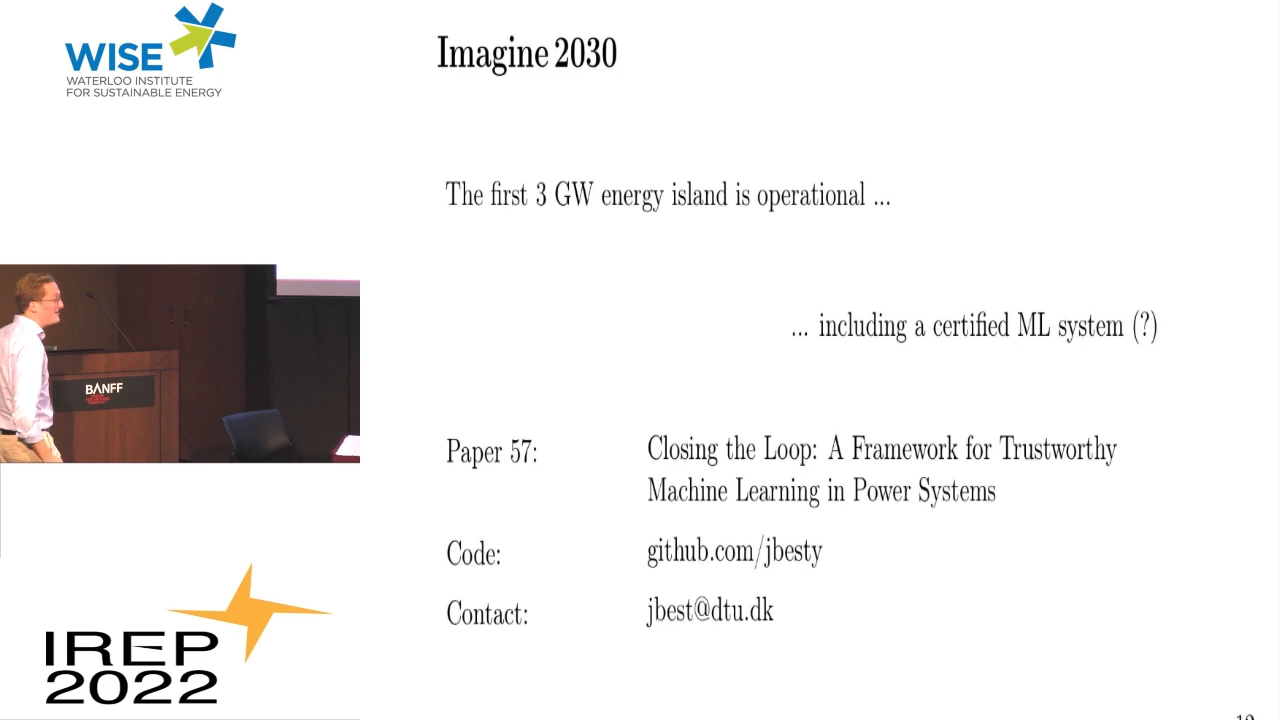 WISE
WATERLOO INSTITUTE
FOR SUSTAINABLE ENERGY
Imagine 2030
The first 3 GW energy island is operational ...
... including a certified ML system (?)
BANFF
Paper 57:
Closing the Loop: A Framework for Trustworthy
Machine Learning in Power Systems
Code:
github.com/jbesty
Contact:
jbest@dtu.dk
IREP
2022